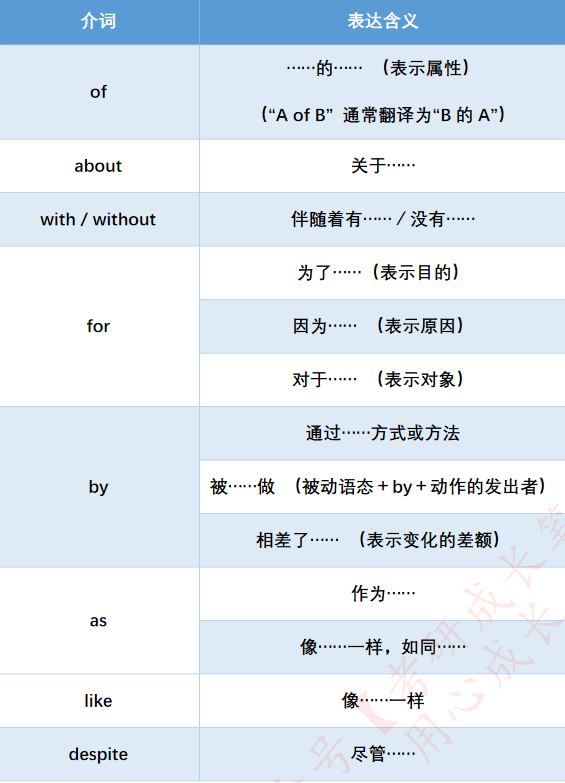 介词 表达含义
of
……的…… （表示属性）
（“A of B” 通常翻译为“B 的 A”）
about 关于……
with / without 伴随着有…… / 没有……
for
为了……（表示目的）
因为…… （表示原因）
对于…… （表示对象）
by
通过……方式或方法
被……做 （被动语态＋by＋动作的发出者）
相差了…… （表示变化的差额）
as
作为……
像……一样，如同……
like 像……一样
despite 尽管……
号【考研成长笔
用心成长